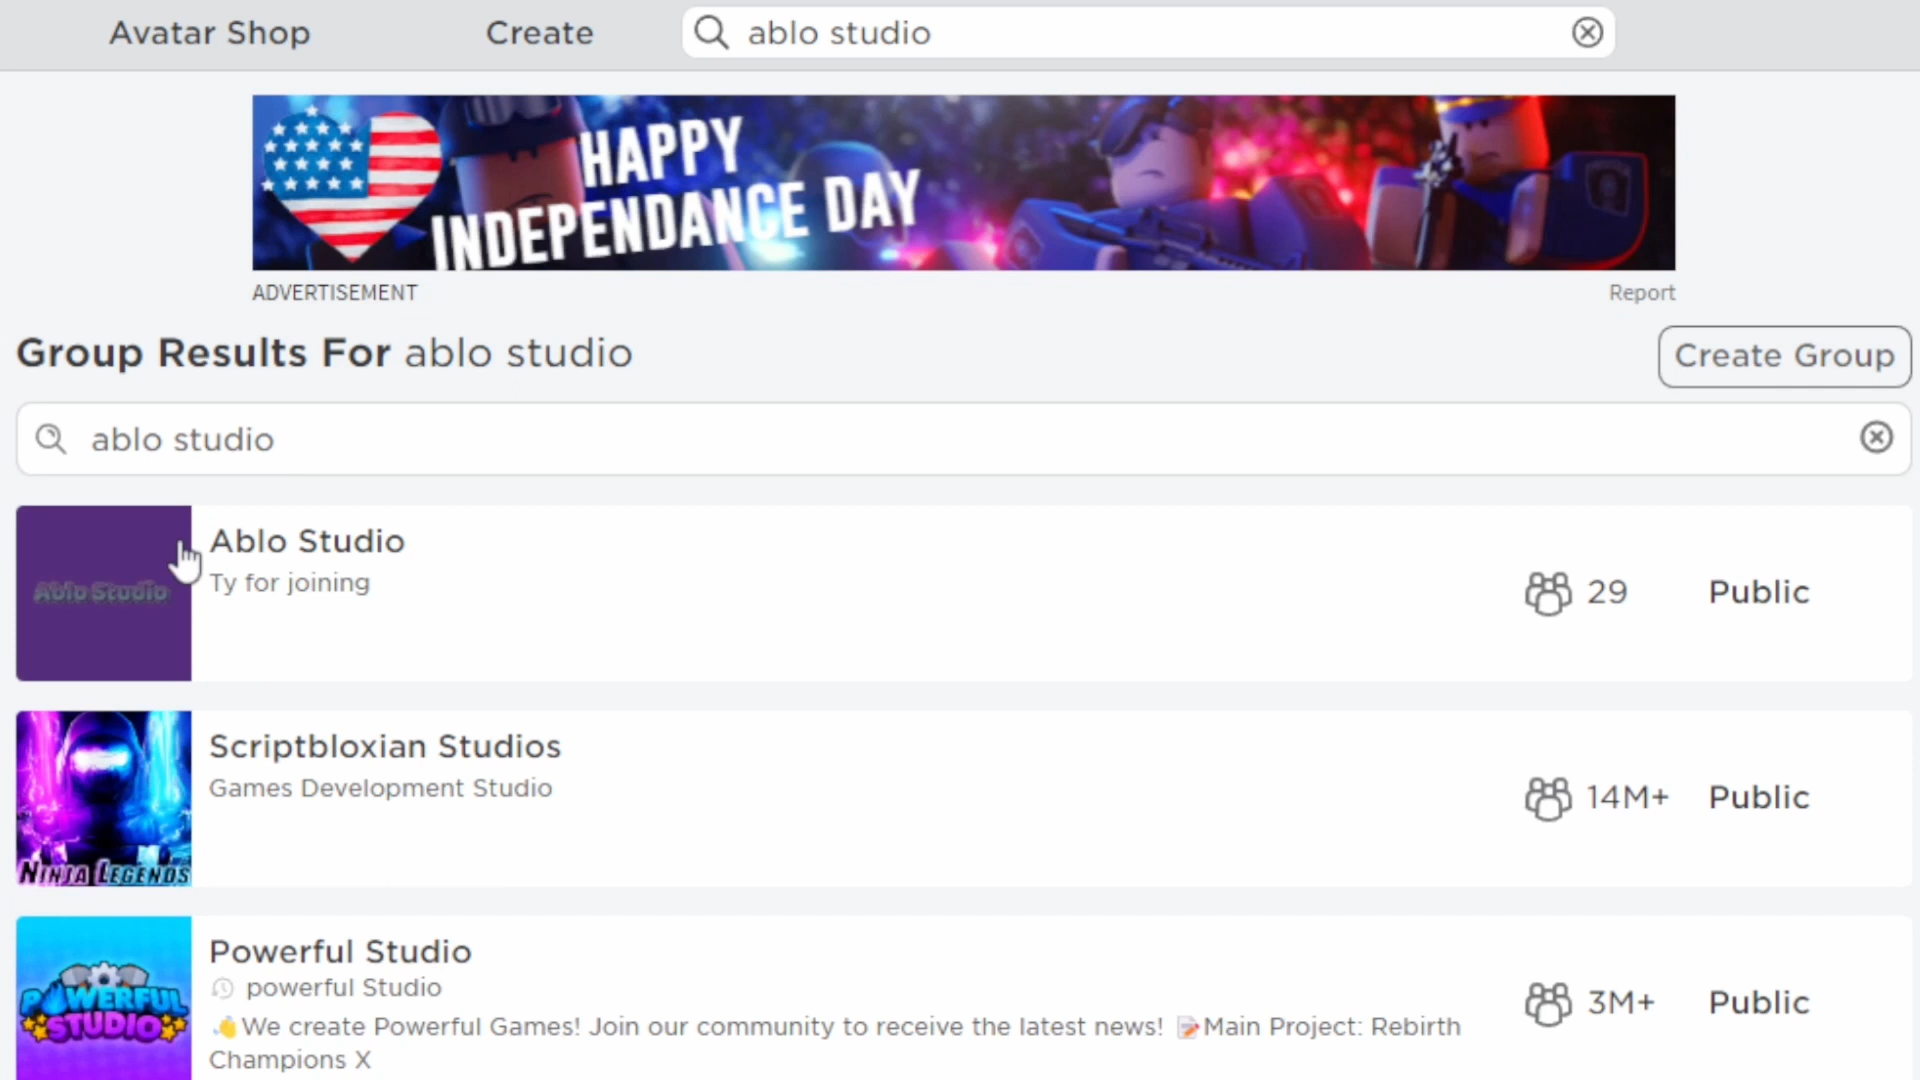 Avatar Shop
Create
ablo studio
HAPPY
INDEPENDANCE DAY
ADVERTISEMENT
Report
Group Results For ablo studio
Create Group
ablo studio
Ablo Studio
Ablo Studio
Ty for joining
29
Public
NINJA LEGENDS
Scriptbloxian Studios
Games Development Studio
14M+
Public
POWERFUL
STUDIO
Powerful Studio
powerful Studio
👋We create Powerful Games! Join our community to receive the latest news! 📝Main Project: Rebirth
Champions X
3M+
Public